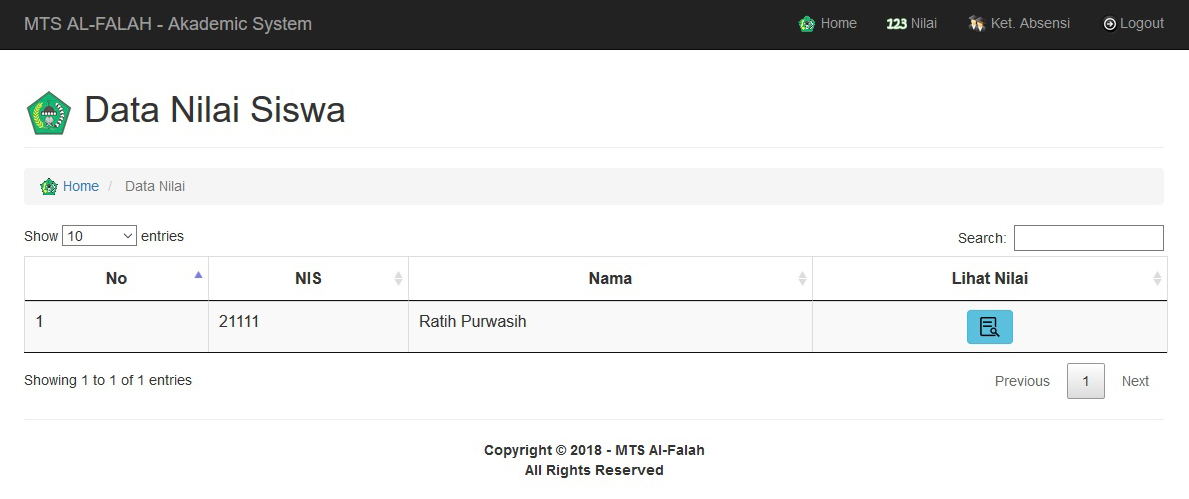 MTS AL-FALAH - Akademic System Home 123 Nilai Ket. Absensi Logout
Data Nilai Siswa
Home / Data Nilai
Show 10 entries Search:
No NIS Nama Lihat Nilai
1 21111 Ratih Purwasih
Showing 1 to 1 of 1 entries Previous 1 Next
Copyright © 2018 - MTS Al-Falah
All Rights Reserved